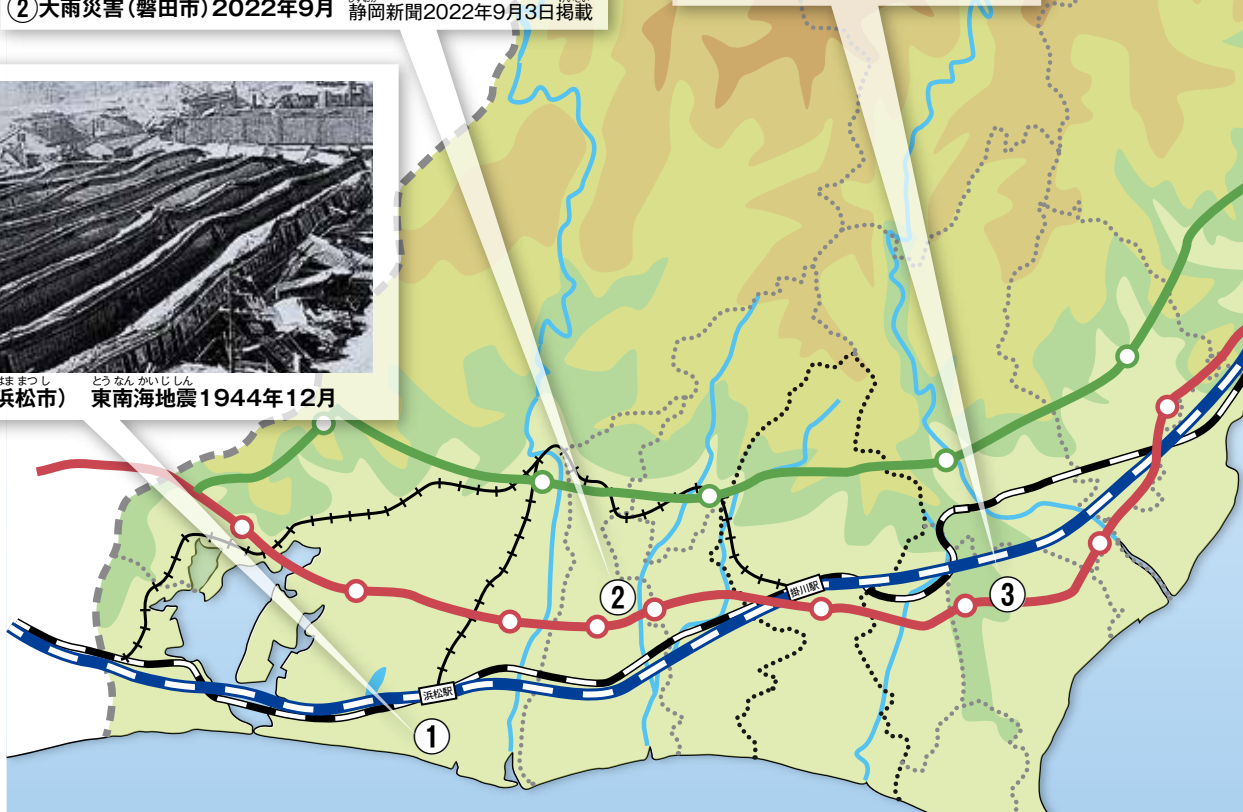 ②大雨災害(磐田市)2022年9月 静岡新聞2022年9月3日掲載
はままつし とうなんかいじしん
浜松市) 東南海地震1944年12月
掛川駅
②
③
浜松駅
①